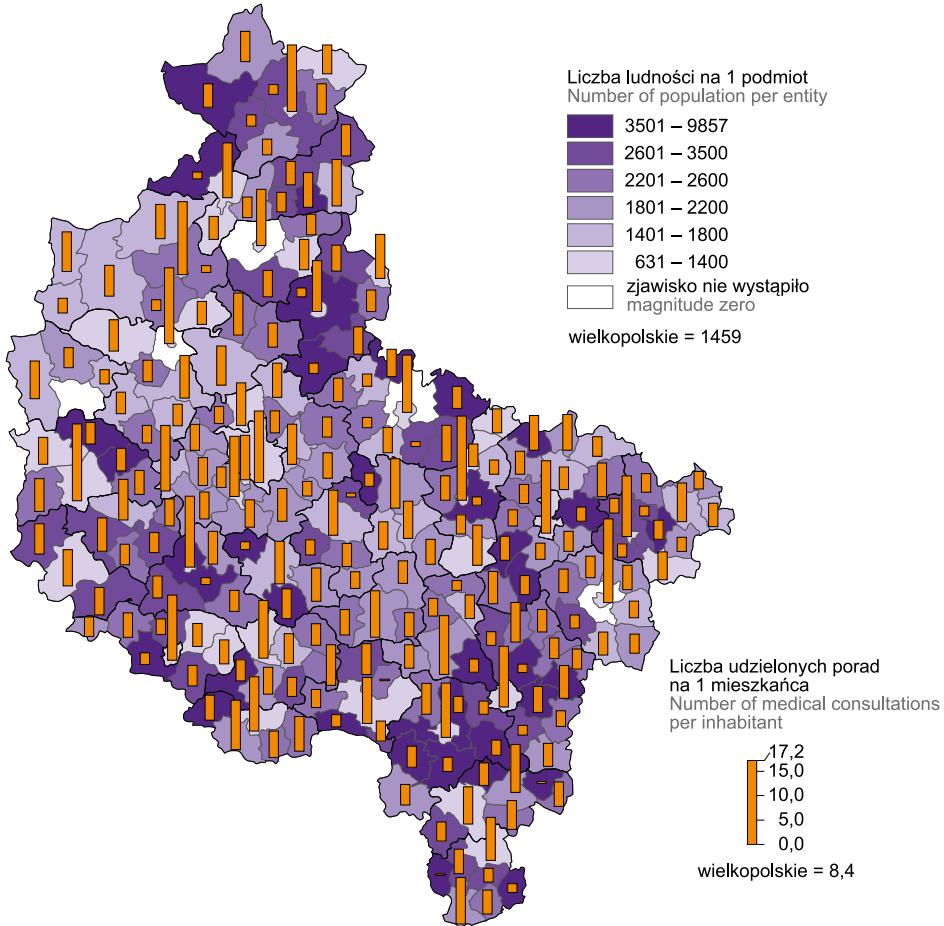 Liczba ludności na 1 podmiot
Number of population per entity
3501 – 9857
2601 – 3500
2201 – 2600
1801 – 2200
1401 – 1800
631 – 1400
zjawisko nie wystąpiło
magnitude zero
wielkopolskie = 1459
Liczba udzielonych porad
na 1 mieszkańca
Number of medical consultations
per inhabitant
17,2
15,0
10,0
5,0
0,0
wielkopolskie = 8,4